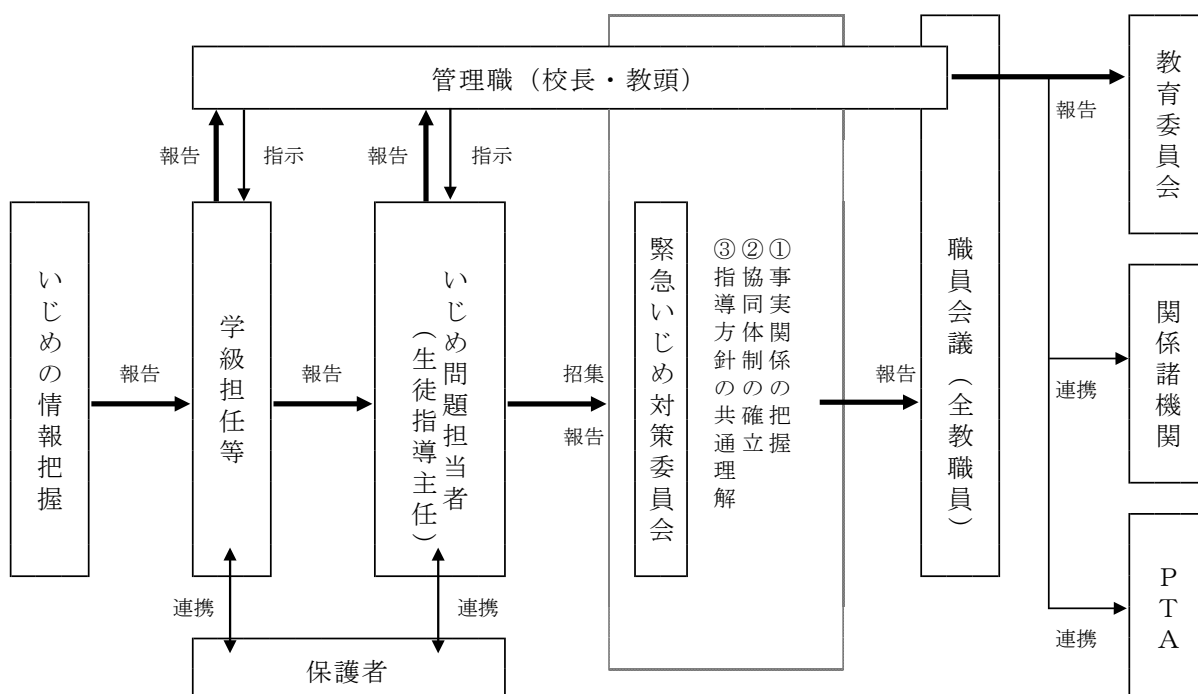 管理職（校長・教頭）
報告
指示
報告
指示
報告
教育委員会
いじめの情報把握
報告
学級担任等
報告
いじめ問題担当者
（生徒指導主任）
招集
報告
緊急いじめ対策委員会
①事実関係の把握
②協同体制の確立
③指導方針の共通理解
報告
職員会議（全教職員）
連携
関係諸機関
連携
PTA
連携
連携
保護者